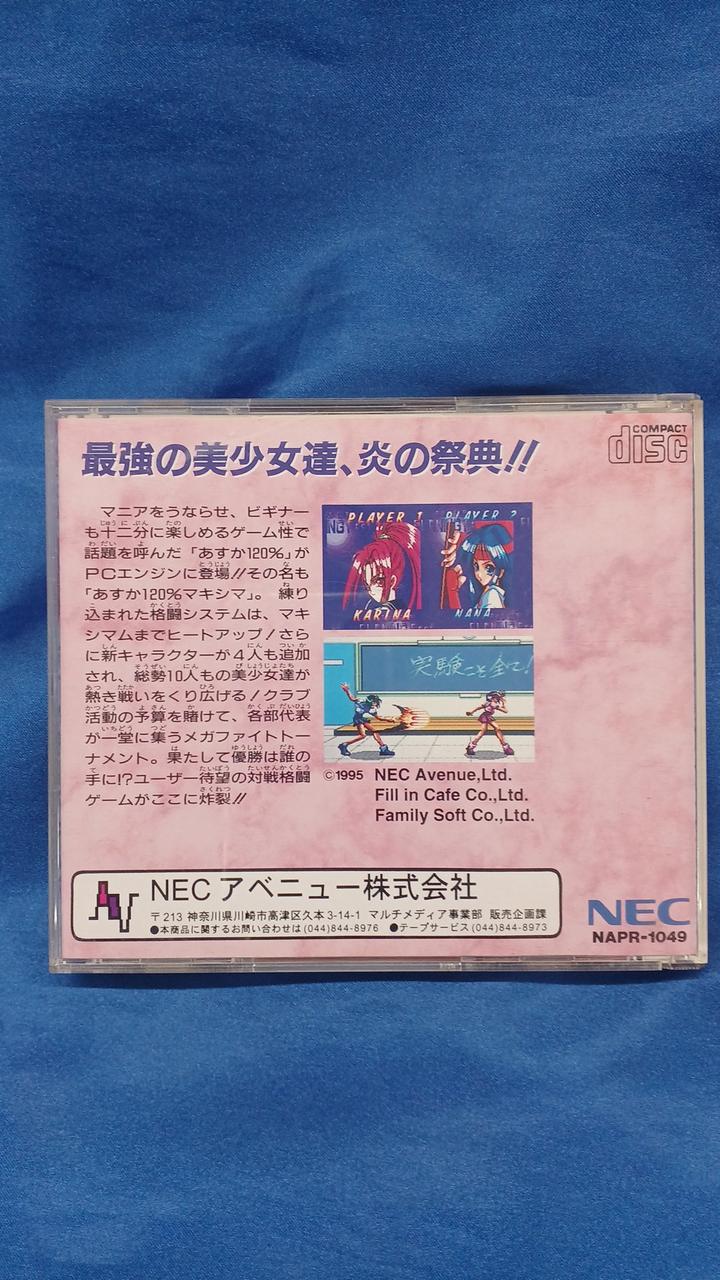 最強の美少女達、炎の祭典!!
COMPACT
disc
マニアをうならせ、ビギナー
も十二分に楽しめるゲーム性で
話題を呼んだ「あすか120%」が
PCエンジンに登場!!その名も
「あすか120%マキシマ」。練り
込まれた格闘システムは、マキ
シマムまでヒートアップ!さら
に新キャラクターが4人も追加
され、総勢10人もの美少女達が
熱き戦いをくり広げる!クラブ
活動の予算を賭けて、各部代表
が一堂に集うメガファイトトー
ナメント。果たして優勝は誰の
手に!?ユーザー待望の対戦格闘
ゲームがここに炸裂!!
PLAYER 1 PLAYER 2
KARINA NANA
実験こそ全て!
©1995 NEC Avenue,Ltd.
Fill in Cafe Co.,Ltd.
Family Soft Co.,Ltd.
NECアベニュー株式会社
〒213 神奈川県川崎市高津区久本3-14-1 マルチメディア事業部 販売企画課
●本商品に関するお問い合わせは(044)844-8976 ●テープサービス(044)844-8973
NEC
NAPR-1049